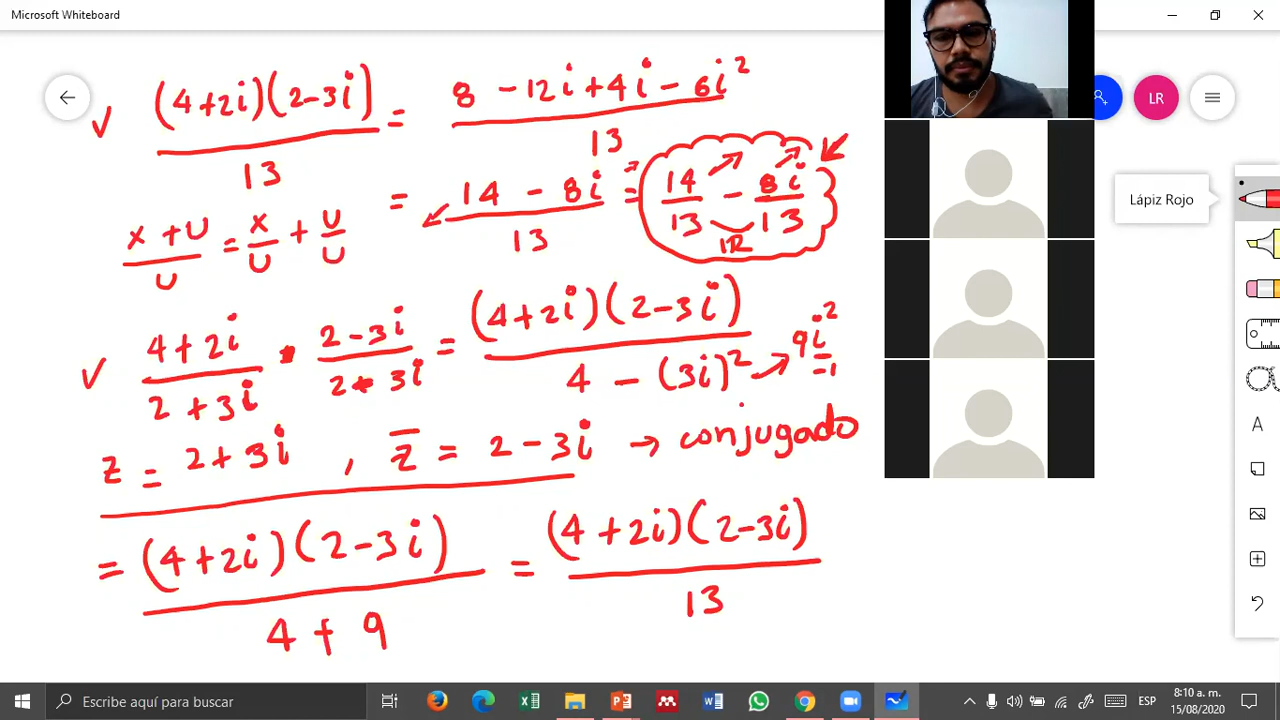 Microsoft Whiteboard
LR
Lápiz Rojo
√ (4+2i)(2-3i) / 13 = 8 - 12i + 4i - 6i² / 13
= 14 - 8i / 13 = 14/13 - 8i/13
IR
x + u / u = x/u + u/u
√ 4 + 2i / 2 + 3i • 2 - 3i / 2 - 3i = (4+2i)(2-3i) / 4 - (3i)² → 9i²
-1
z = 2 + 3i , z̅ = 2 - 3i → conjugado
= (4+2i)(2-3i) / 4 + 9 = (4+2i)(2-3i) / 13
A
Escribe aquí para buscar
ESP
8:10 a. m.
15/08/2020